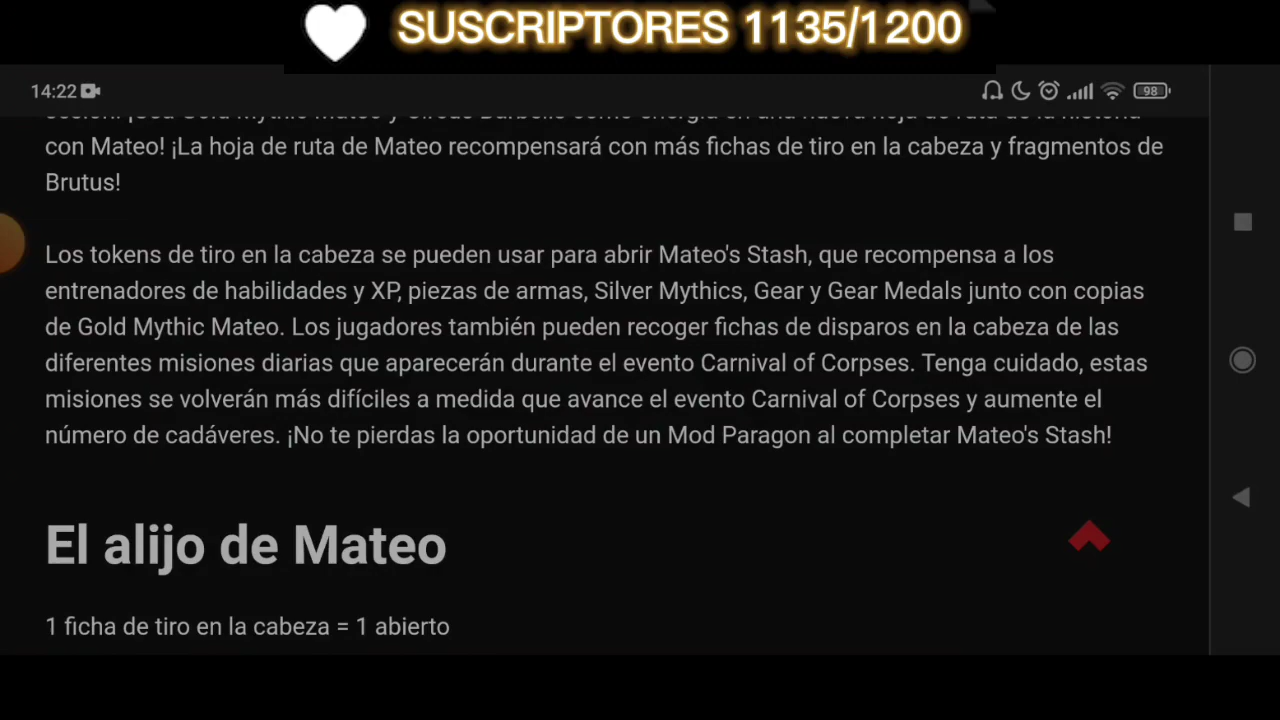 SUSCRIPTORES 1135/1200
14:22
98
con Mateo! ¡La hoja de ruta de Mateo recompensará con más fichas de tiro en la cabeza y fragmentos de
Brutus!
Los tokens de tiro en la cabeza se pueden usar para abrir Mateo's Stash, que recompensa a los
entrenadores de habilidades y XP, piezas de armas, Silver Mythics, Gear y Gear Medals junto con copias
de Gold Mythic Mateo. Los jugadores también pueden recoger fichas de disparos en la cabeza de las
diferentes misiones diarias que aparecerán durante el evento Carnival of Corpses. Tenga cuidado, estas
misiones se volverán más difíciles a medida que avance el evento Carnival of Corpses y aumente el
número de cadáveres. ¡No te pierdas la oportunidad de un Mod Paragon al completar Mateo's Stash!
El alijo de Mateo
1 ficha de tiro en la cabeza = 1 abierto